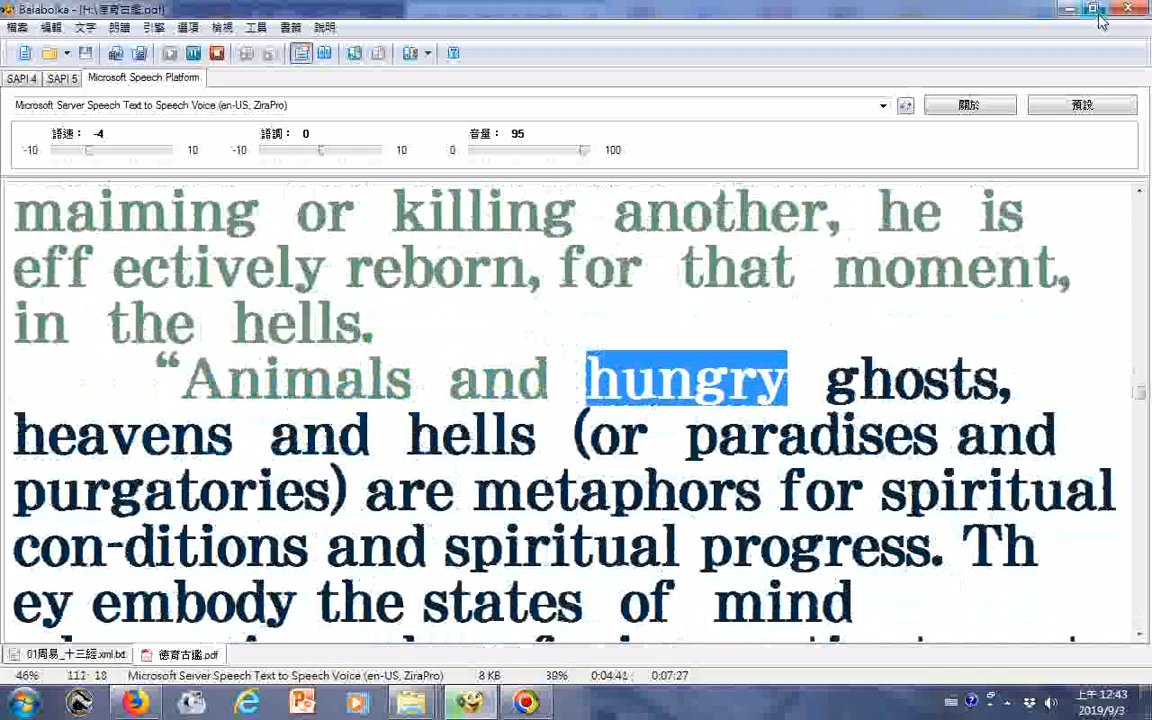 Balabolka - [H:\德育古鑑.pdf]
檔案 編輯 文字 朗讀 引擎 選項 檢視 工具 書籤 說明
SAPI 4 SAPI 5 Microsoft Speech Platform
Microsoft Server Speech Text to Speech Voice (en-US, ZiraPro) 關於 預設
語速： -4 語調： 0 音量： 95
-10 10 -10 10 0 100
maiming or killing another, he is
eff ectively reborn, for that moment,
in the hells.
“Animals and hungry ghosts,
heavens and hells (or paradises and
purgatories) are metaphors for spiritual
con-ditions and spiritual progress. Th
ey embody the states of mind
01周易_十三經.xml.txt 德育古鑑.pdf
46% 112: 18 Microsoft Server Speech Text to Speech Voice (en-US, ZiraPro) 8 KB 38% 0:04:41 0:07:27
上午 12:43
2019/9/3